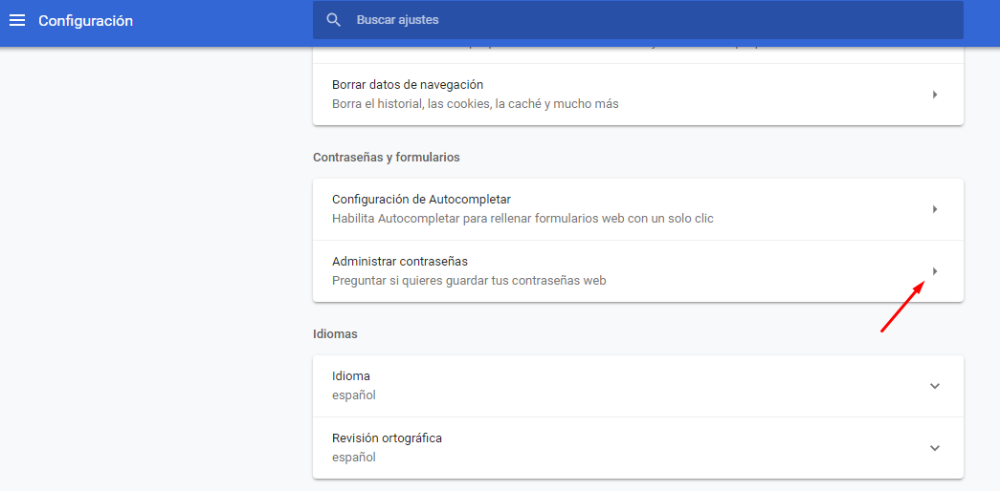 Configuración
Buscar ajustes
Borrar datos de navegación
Borra el historial, las cookies, la caché y mucho más
Contraseñas y formularios
Configuración de Autocompletar
Habilita Autocompletar para rellenar formularios web con un solo clic
Administrar contraseñas
Preguntar si quieres guardar tus contraseñas web
Idiomas
Idioma
español
Revisión ortográfica
español